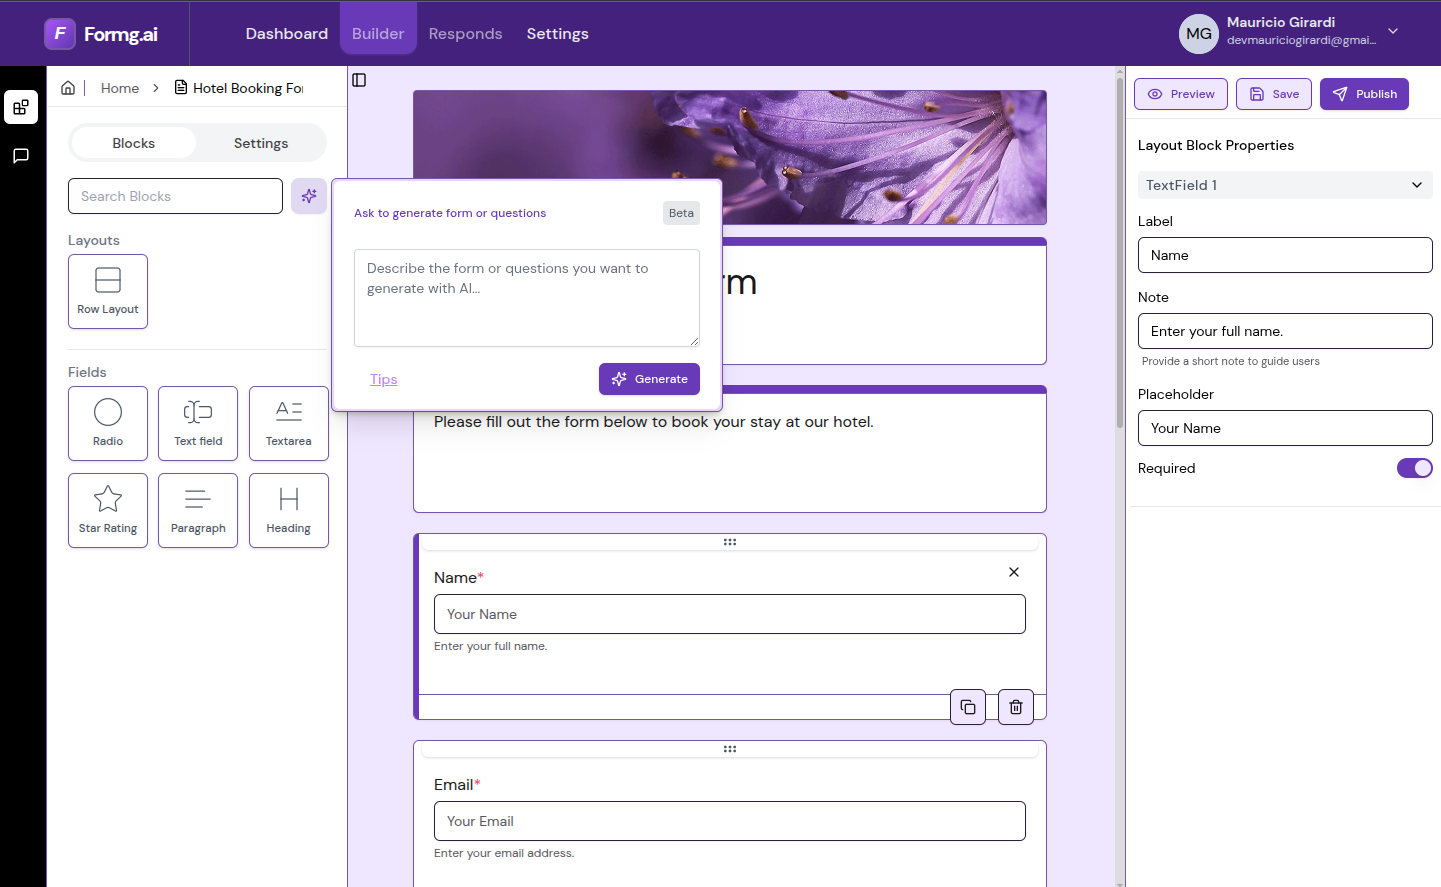 F Formg.ai
Dashboard
Builder
Responds
Settings
MG
Mauricio Girardi
devmauriciogirardi@gmai...
Home
Hotel Booking For
Blocks
Settings
Search Blocks
Layouts
Row Layout
Fields
Radio
Text field
Textarea
Star Rating
Paragraph
Heading
Ask to generate form or questions
Beta
Describe the form or questions you want to
generate with AI...
Tips
Generate
rm
Please fill out the form below to book your stay at our hotel.
Name*
Your Name
Enter your full name.
Email*
Your Email
Enter your email address.
Preview
Save
Publish
Layout Block Properties
TextField 1
Label
Name
Note
Enter your full name.
Provide a short note to guide users
Placeholder
Your Name
Required